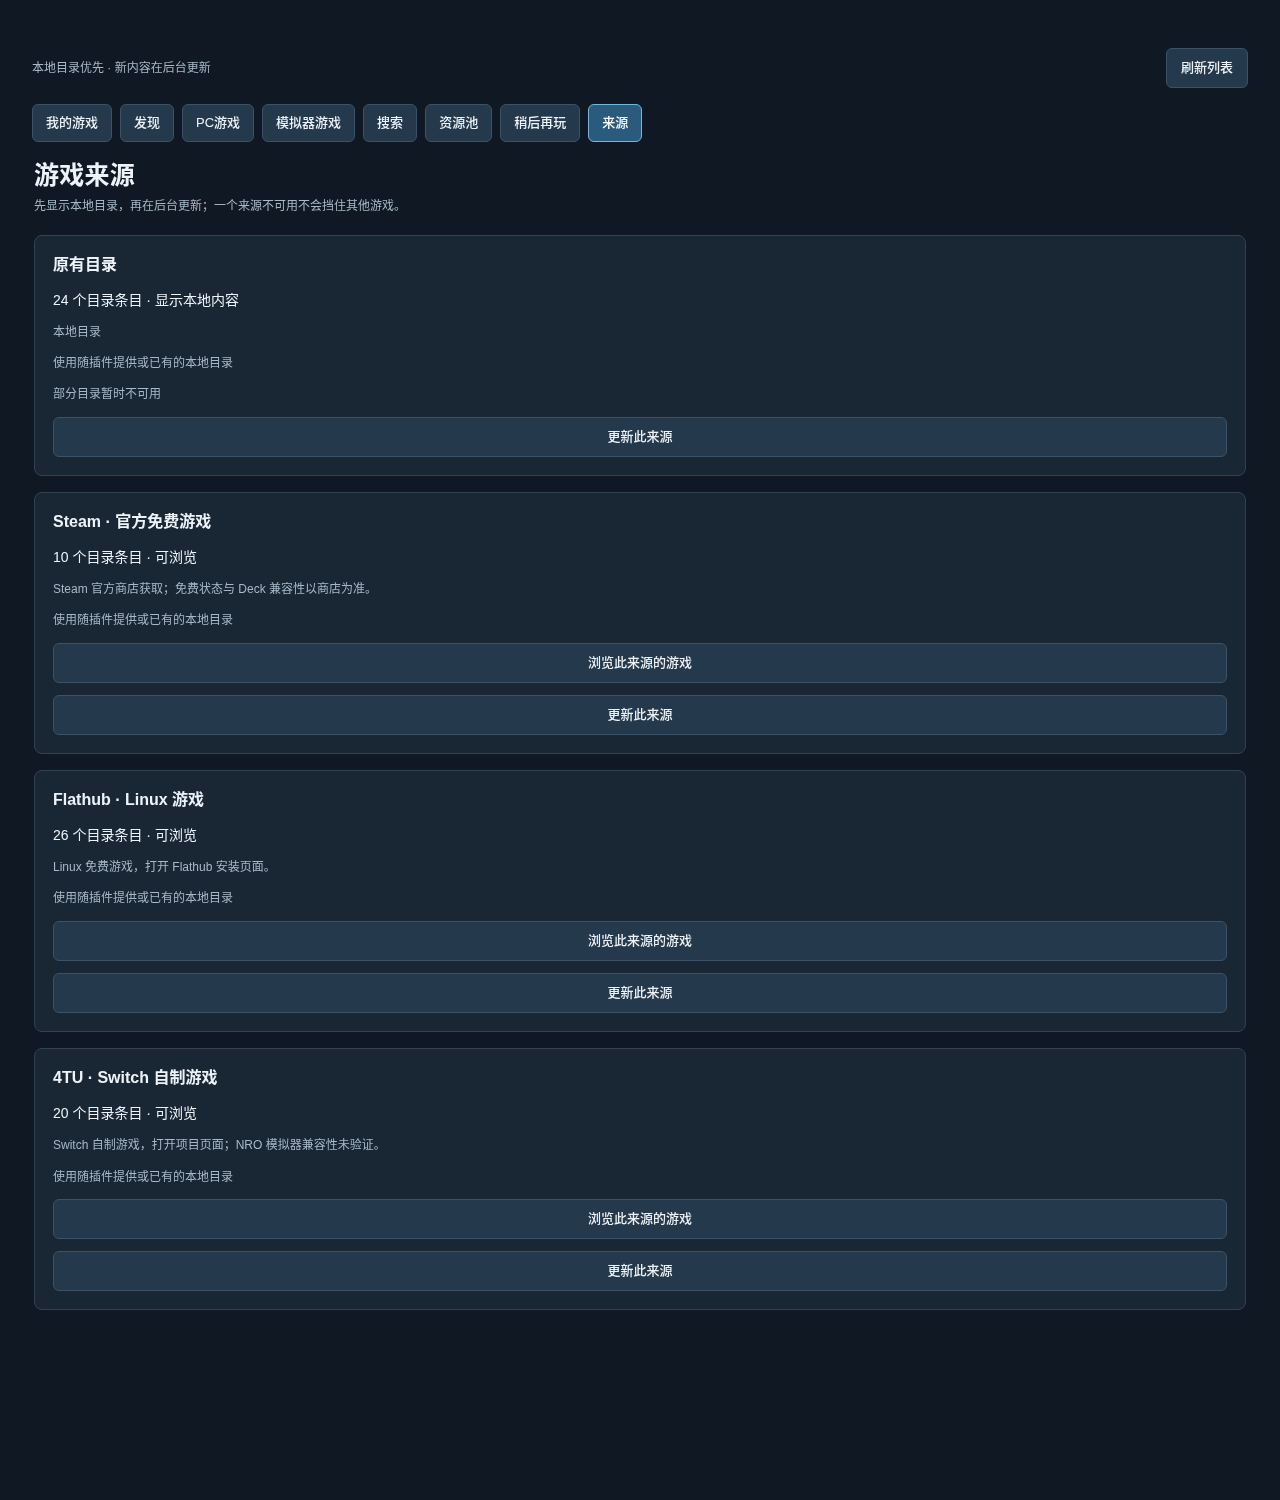 本地目录优先 · 新内容在后台更新
刷新列表
我的游戏 发现 PC游戏 模拟器游戏 搜索 资源池 稍后再玩 来源
游戏来源
先显示本地目录，再在后台更新；一个来源不可用不会挡住其他游戏。
原有目录
24 个目录条目 · 显示本地内容
本地目录
使用随插件提供或已有的本地目录
部分目录暂时不可用
更新此来源
Steam · 官方免费游戏
10 个目录条目 · 可浏览
Steam 官方商店获取；免费状态与 Deck 兼容性以商店为准。
使用随插件提供或已有的本地目录
浏览此来源的游戏
更新此来源
Flathub · Linux 游戏
26 个目录条目 · 可浏览
Linux 免费游戏，打开 Flathub 安装页面。
使用随插件提供或已有的本地目录
浏览此来源的游戏
更新此来源
4TU · Switch 自制游戏
20 个目录条目 · 可浏览
Switch 自制游戏，打开项目页面；NRO 模拟器兼容性未验证。
使用随插件提供或已有的本地目录
浏览此来源的游戏
更新此来源